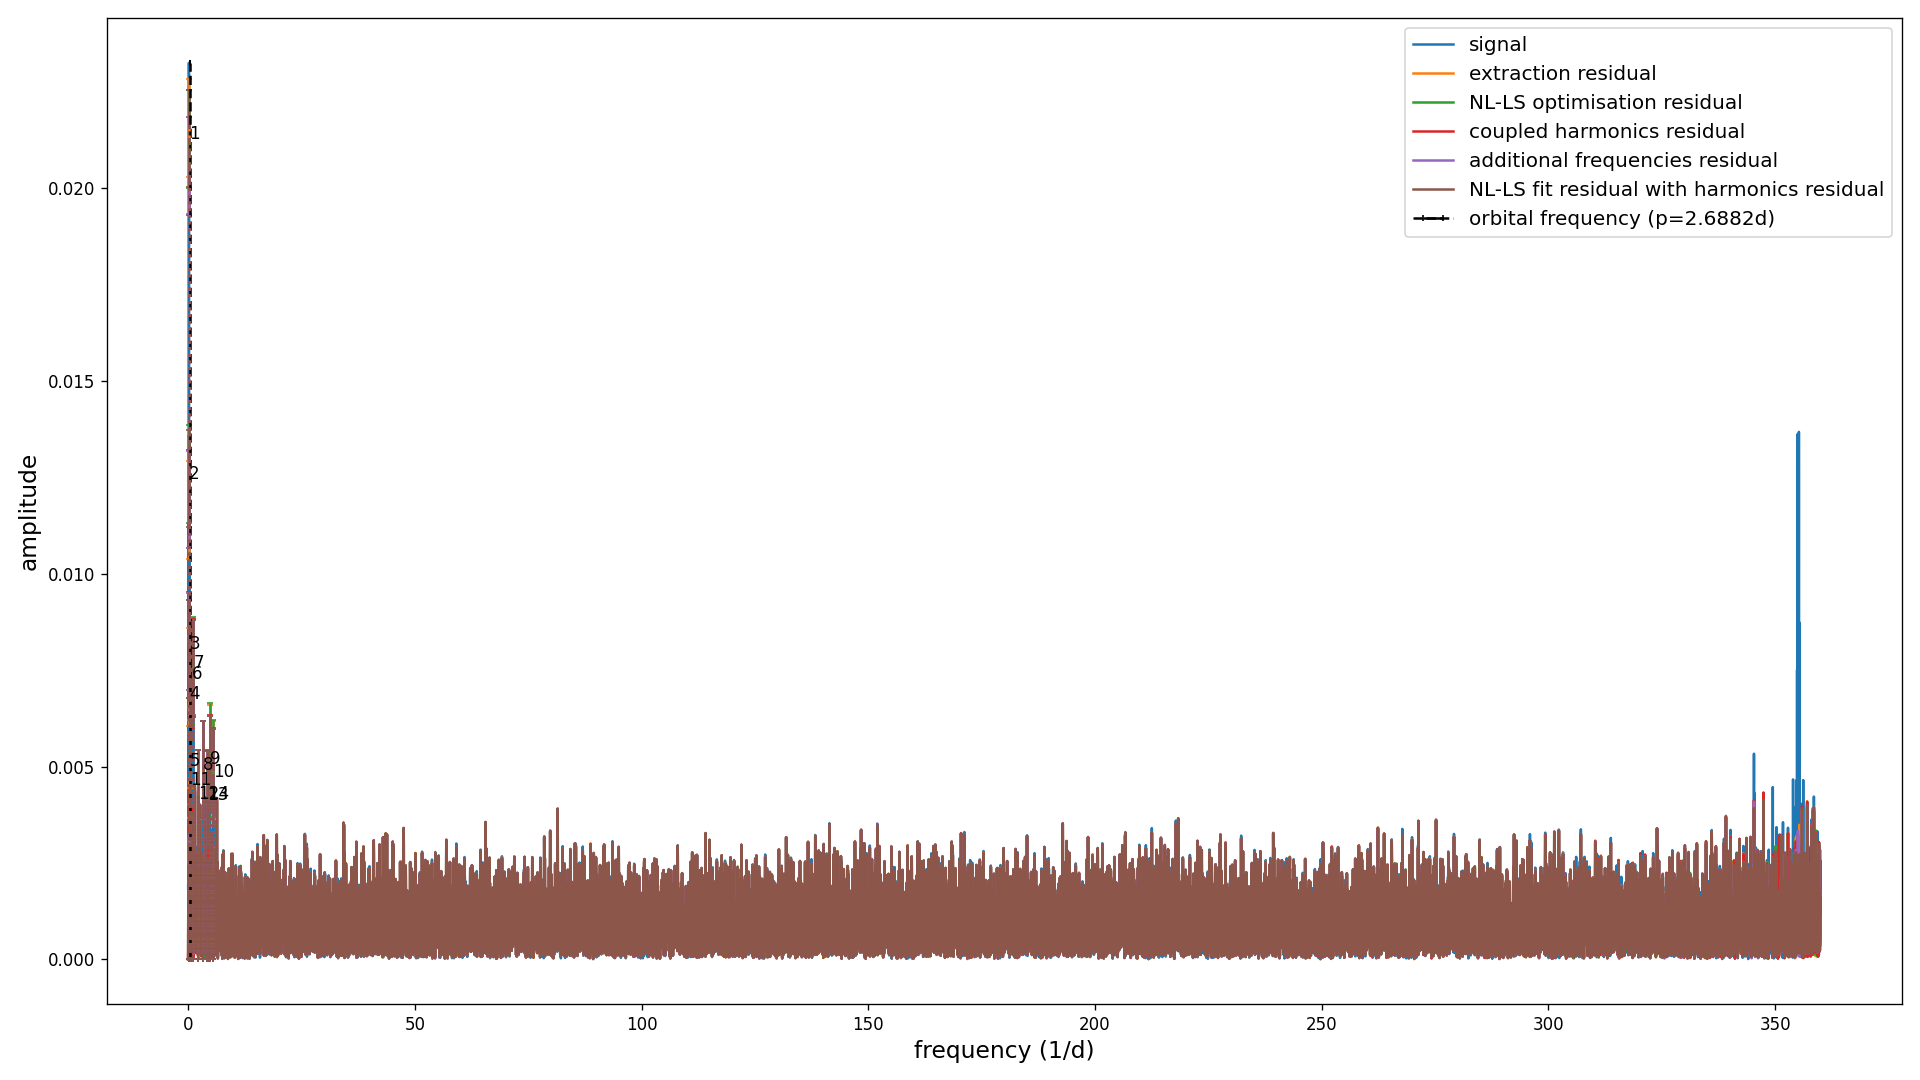 signal
extraction residual
NL-LS optimisation residual
coupled harmonics residual
additional frequencies residual
NL-LS fit residual with harmonics residual
orbital frequency (p=2.6882d)
amplitude
0.020
0.015
0.010
0.005
0.000
1
2
3
7
6
4
5
8
9
10
11
0
50
100
150
200
250
300
350
frequency (1/d)